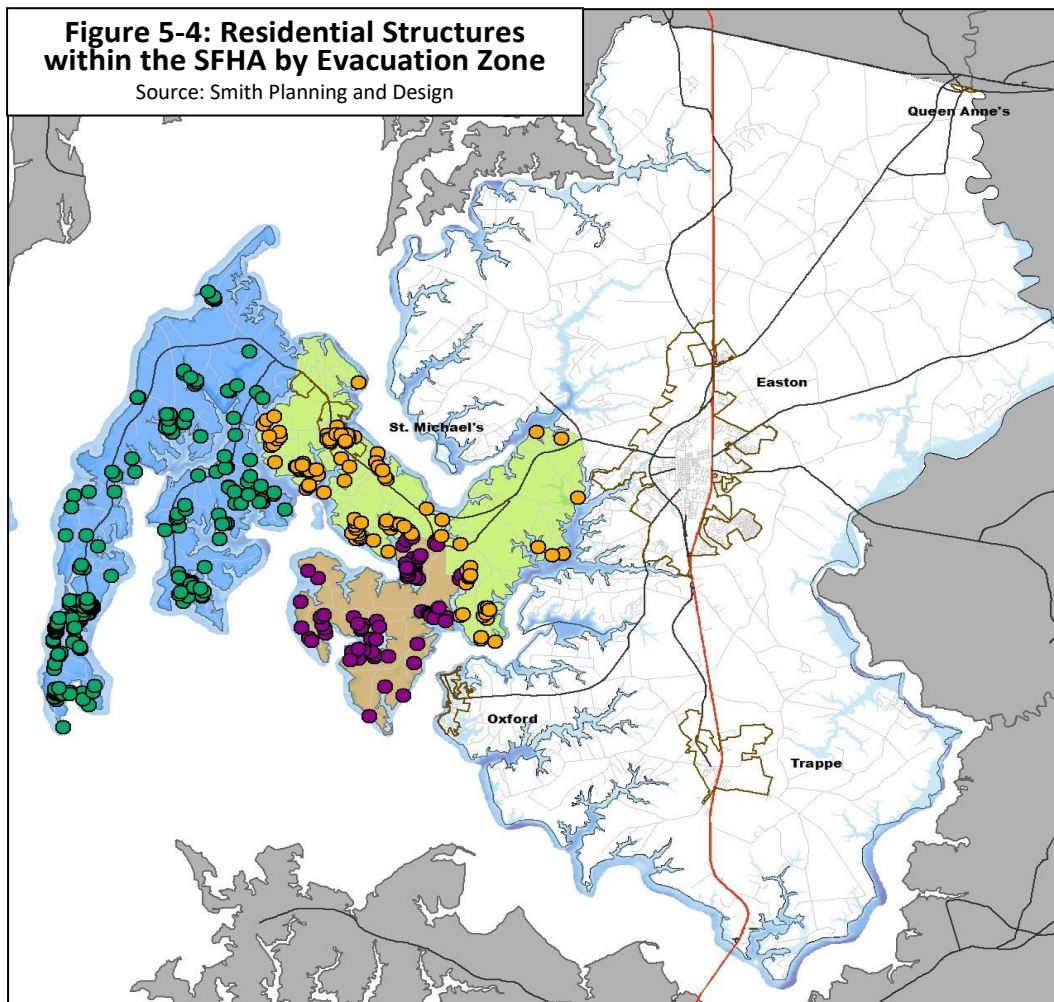 Figure 5-4: Residential Structures
within the SFHA by Evacuation Zone
Source: Smith Planning and Design
Queen Anne's
Easton
St. Michael's
Oxford
Trappe